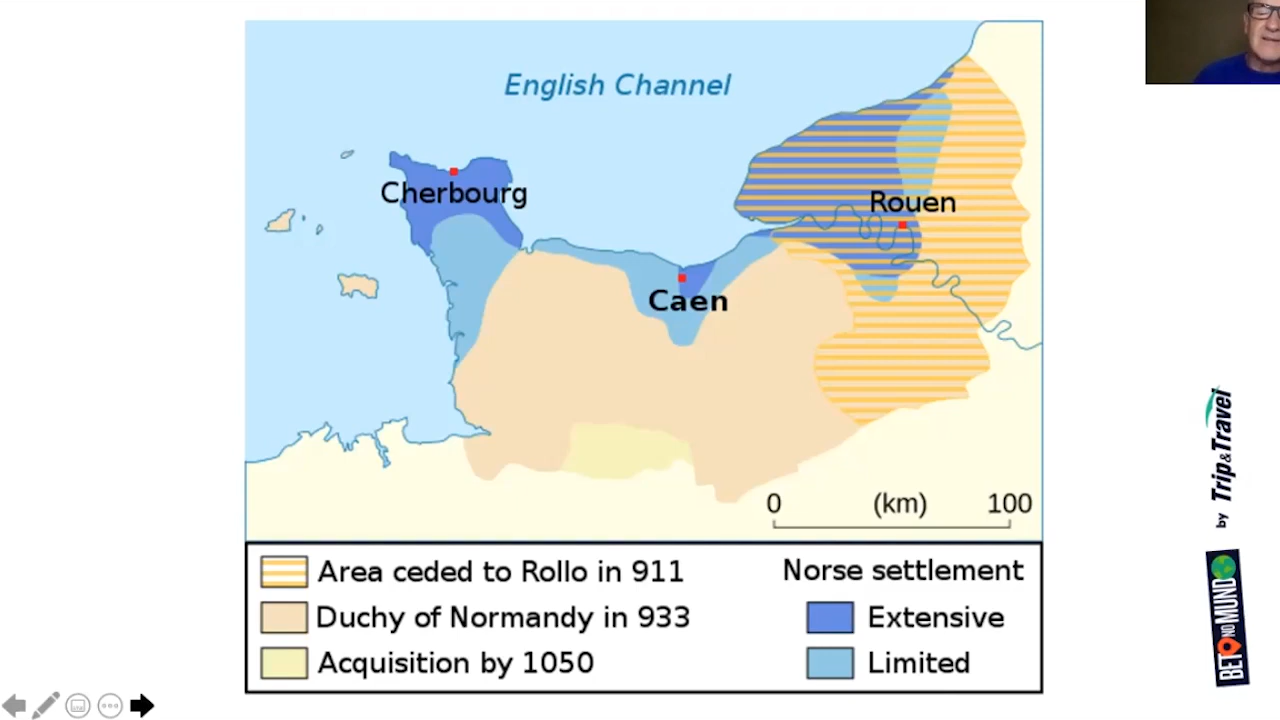 English Channel
Cherbourg
Rouen
Caen
0 (km) 100
Area ceded to Rollo in 911
Duchy of Normandy in 933
Acquisition by 1050
Norse settlement
Extensive
Limited
by Trip&Travel
BETO NO MUNDO